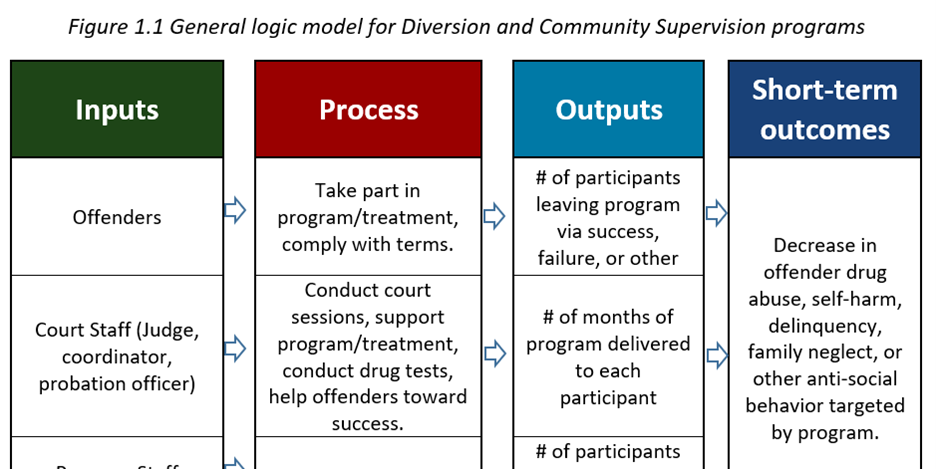 Figure 1.1 General logic model for Diversion and Community Supervision programs
Inputs
Process
Outputs
Short-term
outcomes
Offenders
Take part in
program/treatment,
comply with terms.
# of participants
leaving program
via success,
failure, or other
Decrease in
offender drug
abuse, self-harm,
delinquency,
family neglect, or
other anti-social
behavior targeted
by program.
Court Staff (Judge,
coordinator,
probation officer)
Conduct court
sessions, support
program/treatment,
conduct drug tests,
help offenders toward
success.
# of months of
program delivered
to each
participant
# of participants